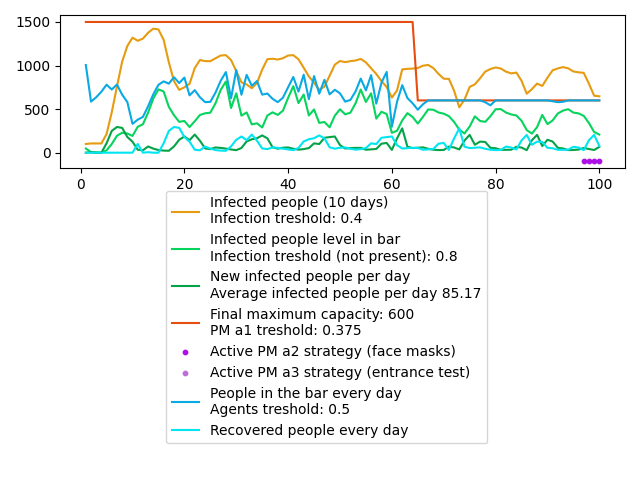 1500
1000
500
0
0 20 40 60 80 100
Infected people (10 days)
Infection treshold: 0.4
Infected people level in bar
Infection treshold (not present): 0.8
New infected people per day
Average infected people per day 85.17
Final maximum capacity: 600
PM a1 treshold: 0.375
Active PM a2 strategy (face masks)
Active PM a3 strategy (entrance test)
People in the bar every day
Agents treshold: 0.5
Recovered people every day